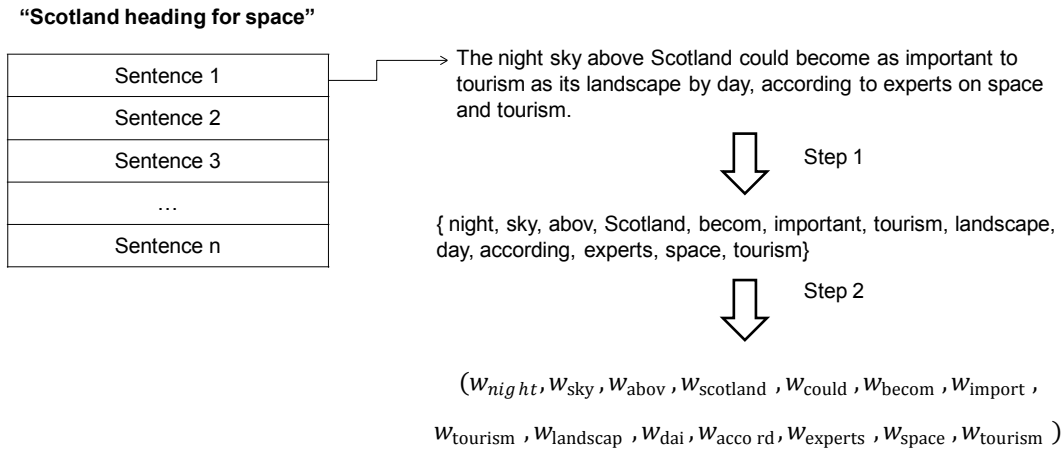 “Scotland heading for space”
Sentence 1
Sentence 2
Sentence 3
…
Sentence n
The night sky above Scotland could become as important to
tourism as its landscape by day, according to experts on space
and tourism.
Step 1
{ night, sky, abov, Scotland, becom, important, tourism, landscape,
day, according, experts, space, tourism}
Step 2
(w_night, w_sky , w_abov , w_scotland , w_could , w_becom , w_import ,
w_tourism , w_landscap , w_dai , w_acco rd , w_experts , w_space , w_tourism )